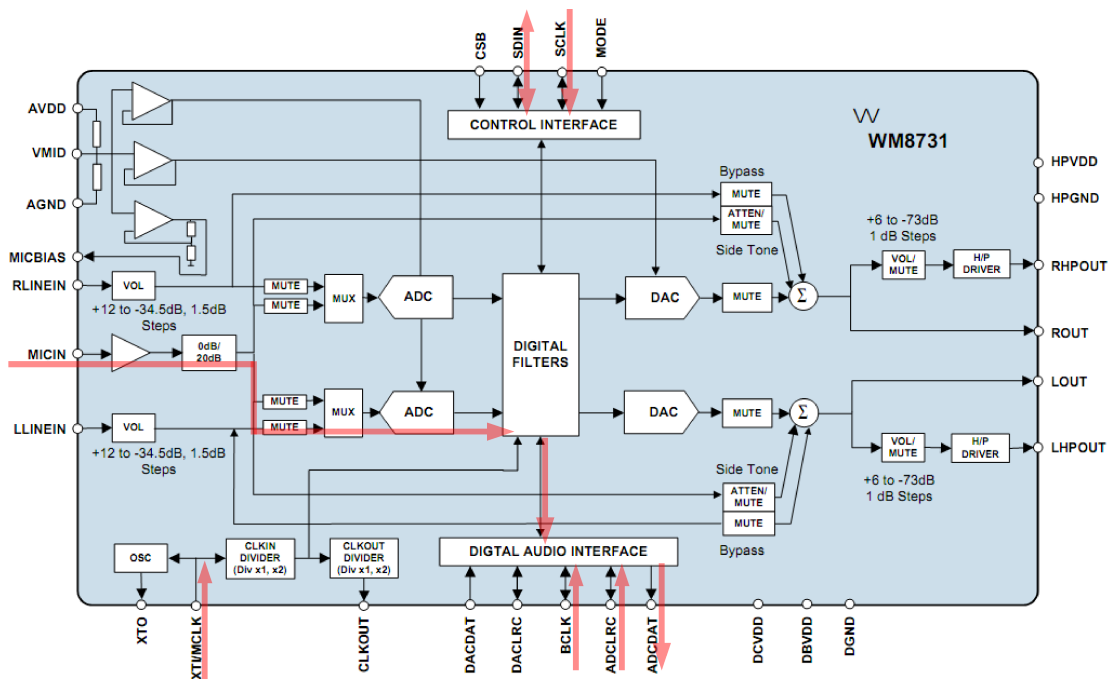 CSB
SDIN
SCLK
MODE
AVDD
VMID
AGND
MICBIAS
RLINEIN
MICIN
LLINEIN
CONTROL INTERFACE
W
WM8731
HPVDD
HPGND
RHPOUT
ROUT
LOUT
LHPOUT
Bypass
MUTE
ATTEN/
MUTE
Side Tone
+6 to -73dB
1 dB Steps
VOL/
MUTE
H/P
DRIVER
VOL
+12 to -34.5dB, 1.5dB
Steps
MUTE
MUTE
MUX
ADC
DIGITAL
FILTERS
DAC
MUTE
Σ
0dB/
20dB
MUTE
MUTE
MUX
ADC
DAC
MUTE
Σ
VOL
+12 to -34.5dB, 1.5dB
Steps
VOL/
MUTE
H/P
DRIVER
+6 to -73dB
1 dB Steps
Side Tone
ATTEN/
MUTE
MUTE
Bypass
OSC
CLKIN
DIVIDER
(Div x1, x2)
CLKOUT
DIVIDER
(Div x1, x2)
DIGTAL AUDIO INTERFACE
XTO
XTI/MCLK
CLKOUT
DACDAT
DACLRC
BCLK
ADCLRC
ADCDAT
DCVDD
DBVDD
DGND